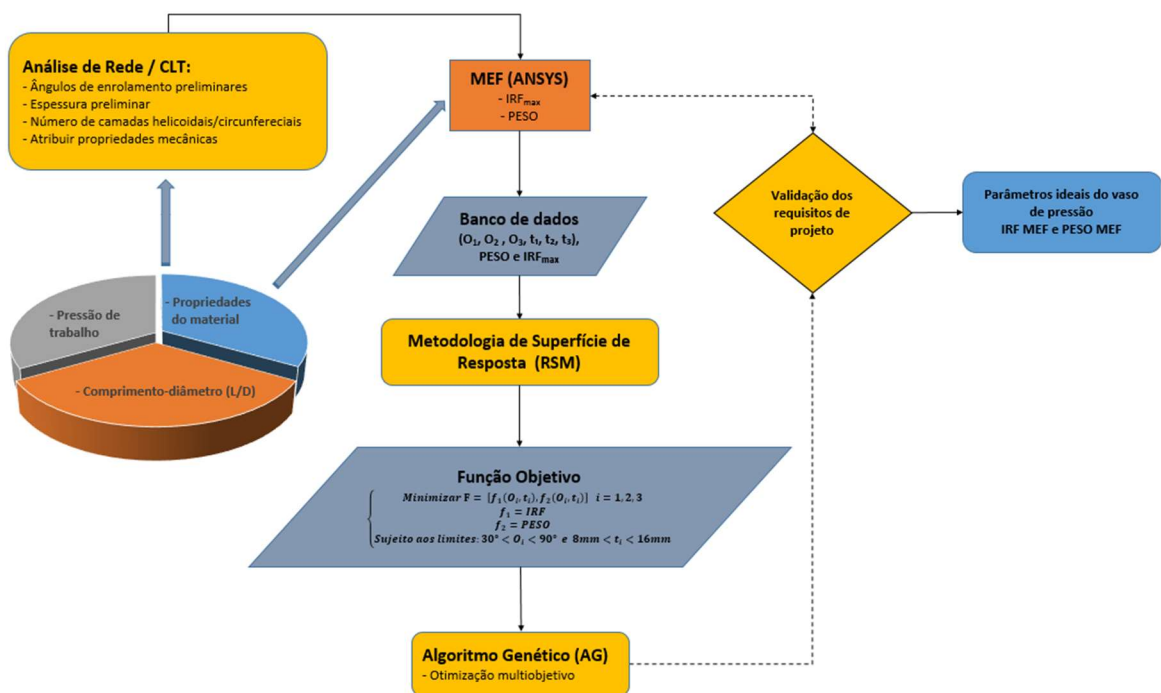 Análise de Rede / CLT:
- Ângulos de enrolamento preliminares
- Espessura preliminar
- Número de camadas helicoidais/circunfereciais
- Atribuir propriedades mecânicas
MEF (ANSYS)
- IRFmax
- PESO
Validação dos
requisitos de
projeto
Parâmetros ideais do vaso
de pressão
IRF MEF e PESO MEF
Banco de dados
(O₁, O₂ , O₃, t₁, t₂, t₃),
PESO e IRFmax
- Pressão de
trabalho
- Propriedades
do material
- Comprimento-diâmetro (L/D)
Metodologia de Superfície de
Resposta (RSM)
Função Objetivo
Minimizar F = [f₁(Oᵢ,tᵢ),f₂(Oᵢ,tᵢ)] i = 1,2,3
f₁ = IRF
f₂ = PESO
Sujeito aos limites: 30° < Oᵢ < 90° e 8mm < tᵢ < 16mm
Algoritmo Genético (AG)
- Otimização multiobjetivo